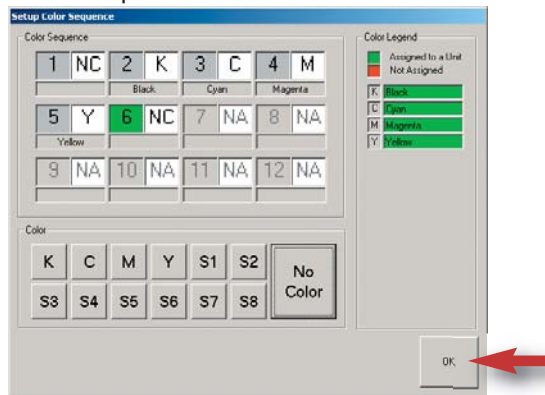 Setup Color Sequence
Color Sequence
1 NC 2 K 3 C 4 M
Black Cyan Magenta
5 Y 6 NC 7 NA 8 NA
Yellow
9 NA 10 NA 11 NA 12 NA
Color
K C M Y S1 S2
No Color
S3 S4 S5 S6 S7 S8
Color Legend
Assigned to a Unit
Not Assigned
K Black
C Cyan
M Magenta
Y Yellow
OK